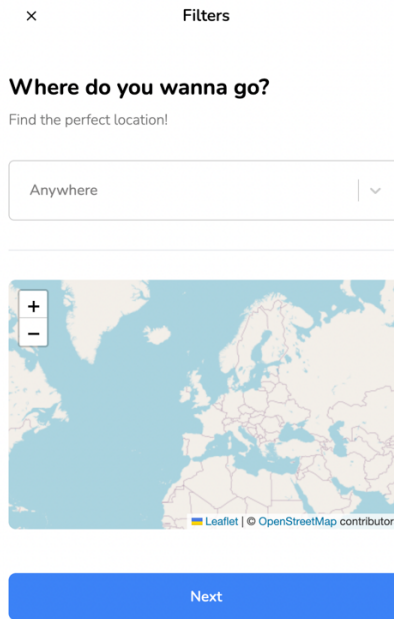 ×
Filters
Where do you wanna go?
Find the perfect location!
Anywhere
+
−
Leaflet | © OpenStreetMap contributor
Next